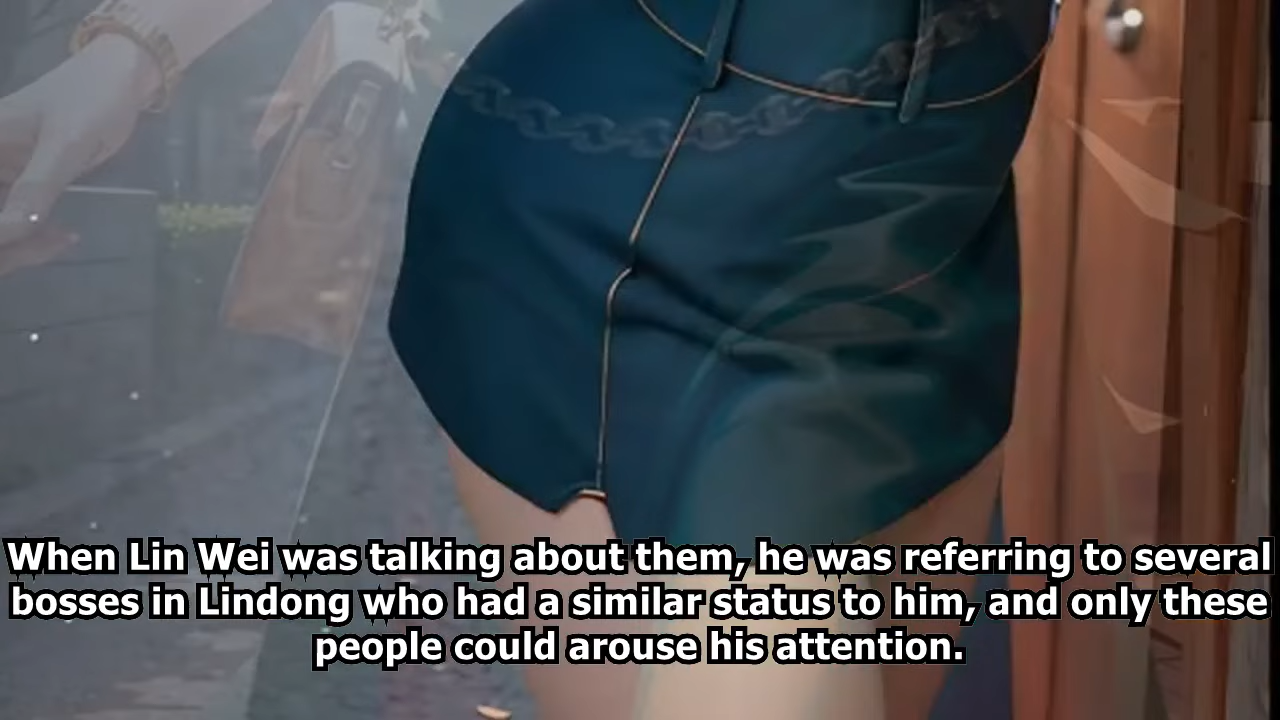 When Lin Wei was talking about them, he was referring to several
bosses in Lindong who had a similar status to him, and only these
people could arouse his attention.